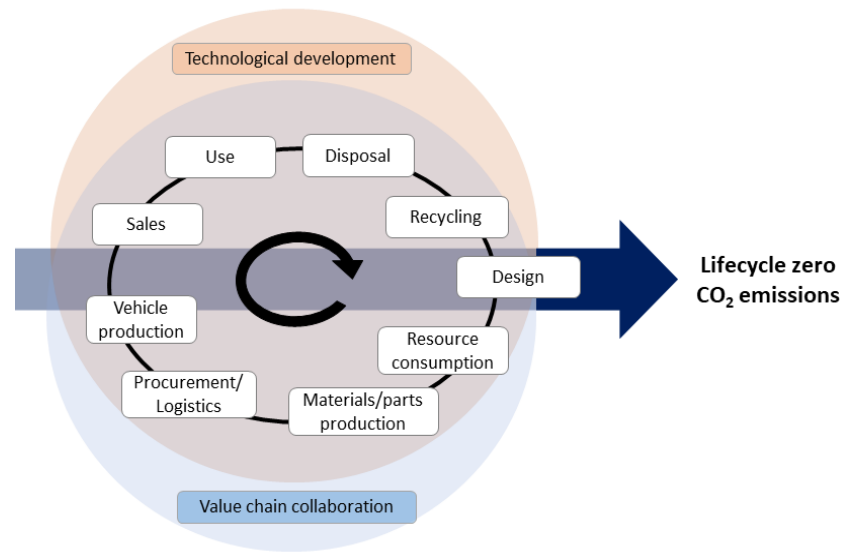 Technological development
Use
Disposal
Sales
Recycling
Design
Lifecycle zero
CO₂ emissions
Vehicle
production
Resource
consumption
Procurement/
Logistics
Materials/parts
production
Value chain collaboration